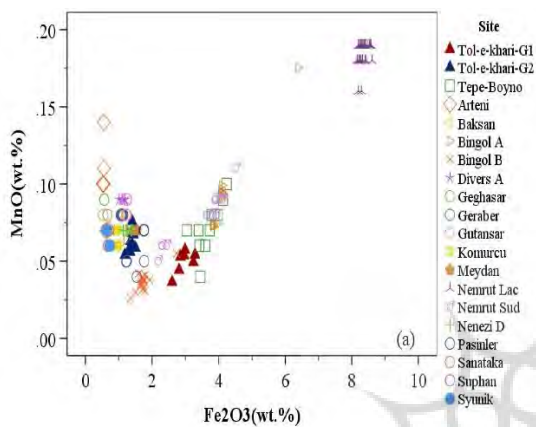 .20
.15
.10
.05
.00
MnO(wt.%)
0
2
4
6
8
10
Fe2O3(wt.%)
(a)
Site
Tol-e-khari-G1
Tol-e-khari-G2
Tepe-Boyno
Arteni
Baksan
Bingol A
Bingol B
Divers A
Geghasar
Geraber
Gutansar
Komurcu
Meydan
Nemrut Lac
Nemrut Sud
Nenezi D
Pasinler
Sanataka
Suphan
Syunik